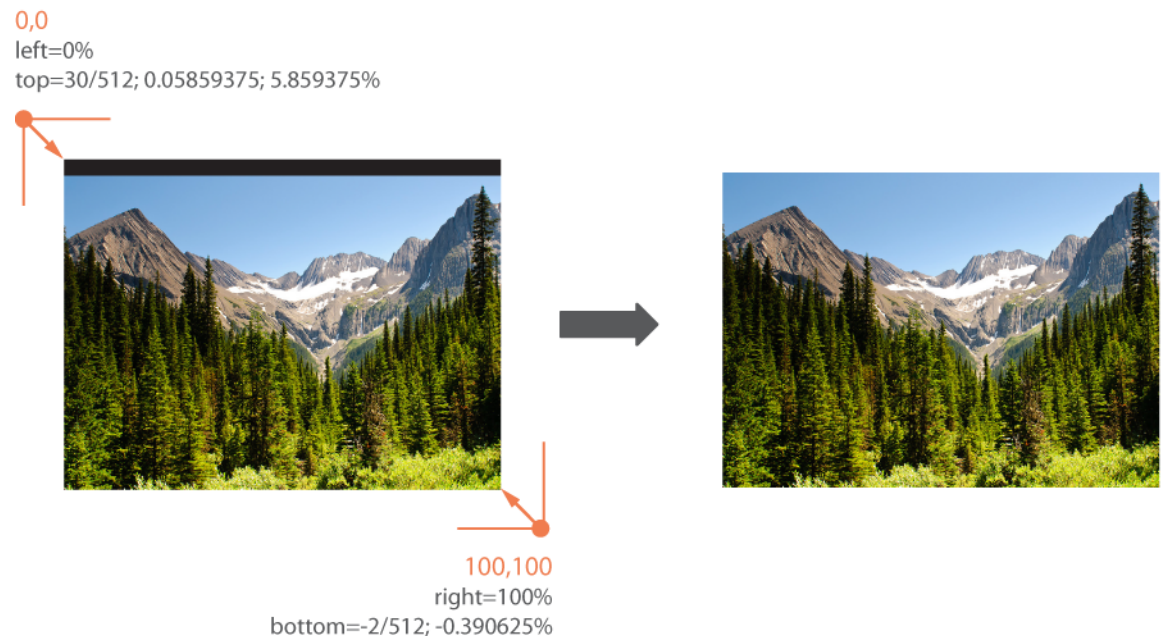 0,0
left=0%
top=30/512; 0.05859375; 5.859375%
100,100
right=100%
bottom=-2/512; -0.390625%